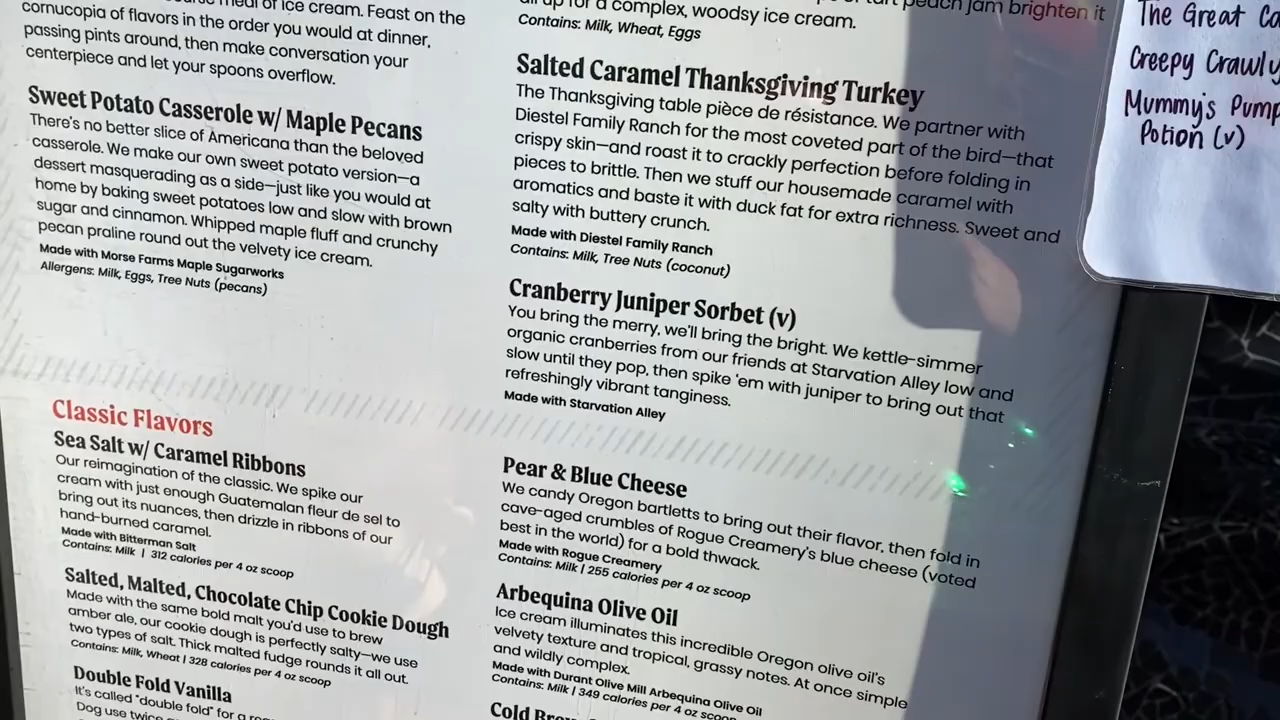 meal of ice cream. Feast on the
cornucopia of flavors in the order you would at dinner,
passing pints around, then make conversation your
centerpiece and let your spoons overflow.
Sweet Potato Casserole w/ Maple Pecans
There's no better slice of Americana than the beloved
casserole. We make our own sweet potato version—a
dessert masquerading as a side—just like you would at
home by baking sweet potatoes low and slow with brown
sugar and cinnamon. Whipped maple fluff and crunchy
pecan praline round out the velvety ice cream.
Made with Morse Farms Maple Sugarworks
Allergens: Milk, Eggs, Tree Nuts (pecans)
Classic Flavors
Sea Salt w/ Caramel Ribbons
Our reimagination of the classic. We spike our
cream with just enough Guatemalan fleur de sel to
bring out its nuances, then drizzle in ribbons of our
hand-burned caramel.
Made with Bitterman Salt
Contains: Milk | 312 calories per 4 oz scoop
Salted, Malted, Chocolate Chip Cookie Dough
Made with the same bold malt you'd use to brew
amber ale, our cookie dough is perfectly salty—we use
two types of salt. Thick malted fudge rounds it all out.
Contains: Milk, Wheat | 328 calories per 4 oz scoop
Double Fold Vanilla
It's called "double fold" for a
Dog use twice
peach jam brighten it
all up for a complex, woodsy ice cream.
Contains: Milk, Wheat, Eggs
Salted Caramel Thanksgiving Turkey
The Thanksgiving table pièce de résistance. We partner with
Diestel Family Ranch for the most coveted part of the bird—that
crispy skin—and roast it to crackly perfection before folding in
pieces to brittle. Then we stuff our housemade caramel with
aromatics and baste it with duck fat for extra richness. Sweet and
salty with buttery crunch.
Made with Diestel Family Ranch
Contains: Milk, Tree Nuts (coconut)
Cranberry Juniper Sorbet (v)
You bring the merry, we'll bring the bright. We kettle-simmer
organic cranberries from our friends at Starvation Alley low and
slow until they pop, then spike 'em with juniper to bring out that
refreshingly vibrant tanginess.
Made with Starvation Alley
Pear & Blue Cheese
We candy Oregon bartletts to bring out their flavor, then fold in
cave-aged crumbles of Rogue Creamery's blue cheese (voted
best in the world) for a bold thwack.
Made with Rogue Creamery
Contains: Milk | 255 calories per 4 oz scoop
Arbequina Olive Oil
Ice cream illuminates this incredible Oregon olive oil's
velvety texture and tropical, grassy notes. At once simple
and wildly complex.
Made with Durant Olive Mill Arbequina Olive Oil
Contains: Milk | 349 calories per 4 oz scoop
Cold
The Great
Creepy Crawly
Mummy's
Potion (v)